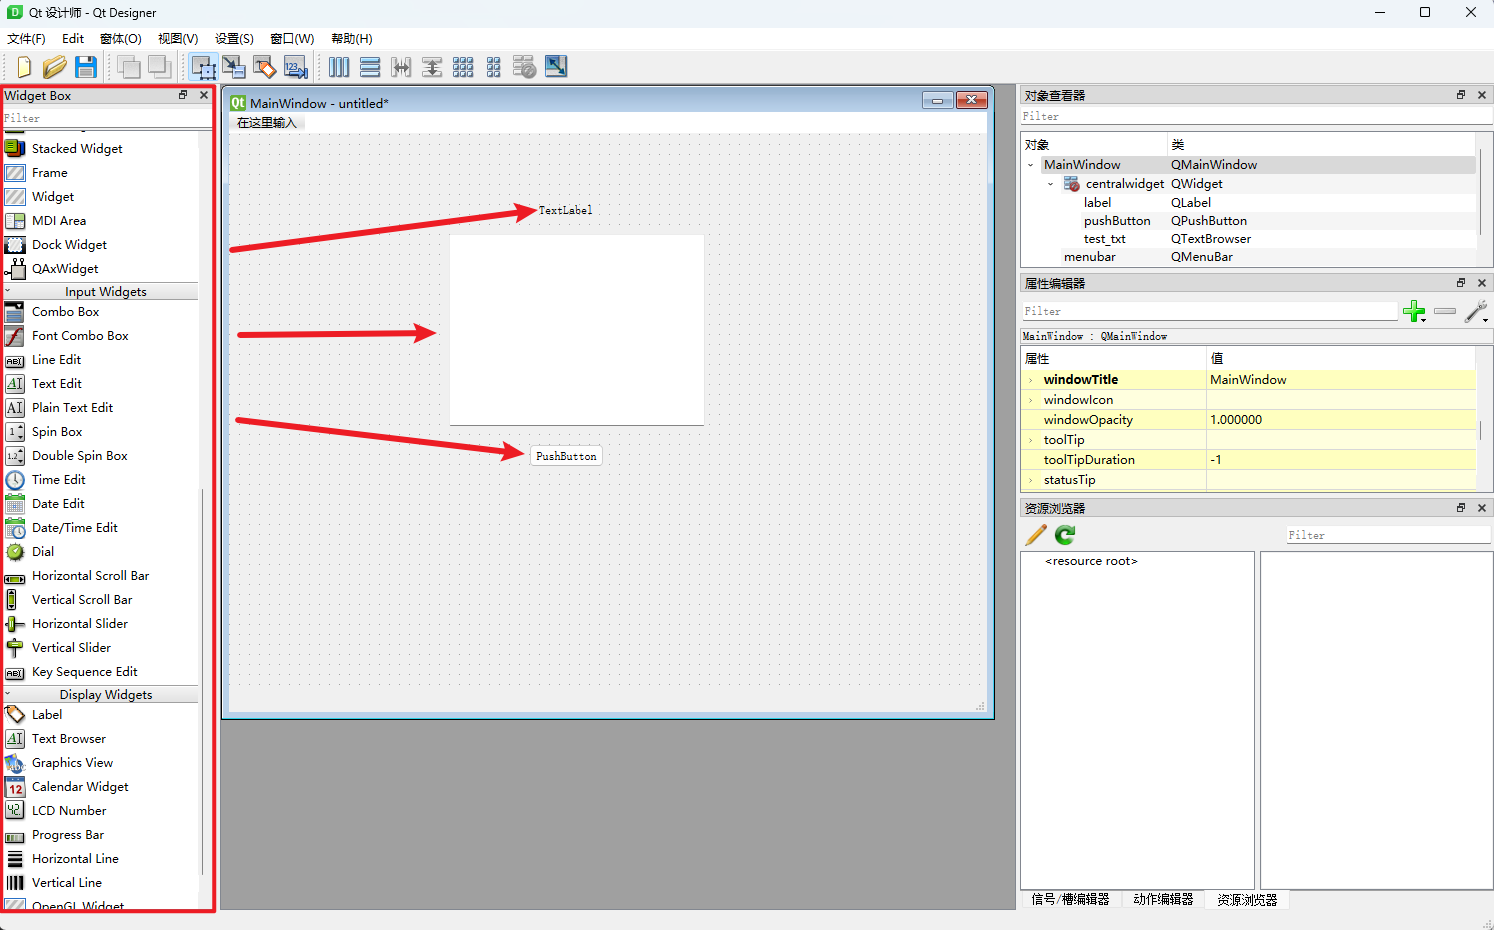 Qt 设计师 - Qt Designer
文件(F) Edit 窗体(O) 视图(V) 设置(S) 窗口(W) 帮助(H)
Widget Box
Filter
Stacked Widget
Frame
Widget
MDI Area
Dock Widget
QAxWidget
Input Widgets
Combo Box
Font Combo Box
Line Edit
Text Edit
Plain Text Edit
Spin Box
Double Spin Box
Time Edit
Date Edit
Date/Time Edit
Dial
Horizontal Scroll Bar
Vertical Scroll Bar
Horizontal Slider
Vertical Slider
Key Sequence Edit
Display Widgets
Label
Text Browser
Graphics View
Calendar Widget
LCD Number
Progress Bar
Horizontal Line
Vertical Line
OpenGL Widget
MainWindow - untitled*
在这里输入
TextLabel
PushButton
对象查看器
Filter
对象 类
MainWindow QMainWindow
centralwidget QWidget
label QLabel
pushButton QPushButton
test_txt QTextBrowser
menubar QMenuBar
属性编辑器
Filter
MainWindow : QMainWindow
属性 值
windowTitle MainWindow
windowIcon
windowOpacity 1.000000
toolTip
toolTipDuration -1
statusTip
资源浏览器
Filter
<resource root>
信号/槽编辑器 动作编辑器 资源浏览器